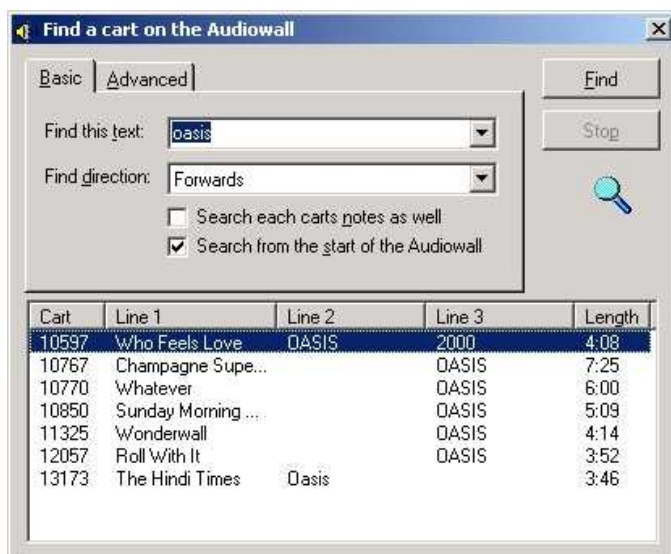 Find a cart on the Audiowall
Basic Advanced
Find
Find this text: oasis
Stop
Find direction: Forwards
Search each carts notes as well
Search from the start of the Audiowall
Cart Line 1 Line 2 Line 3 Length
10597 Who Feels Love OASIS 2000 4:08
10767 Champagne Supe... OASIS 7:25
10770 Whatever OASIS 6:00
10850 Sunday Morning ... OASIS 5:09
11325 Wonderwall OASIS 4:14
12057 Roll With It OASIS 3:52
13173 The Hindi Times Oasis 3:46